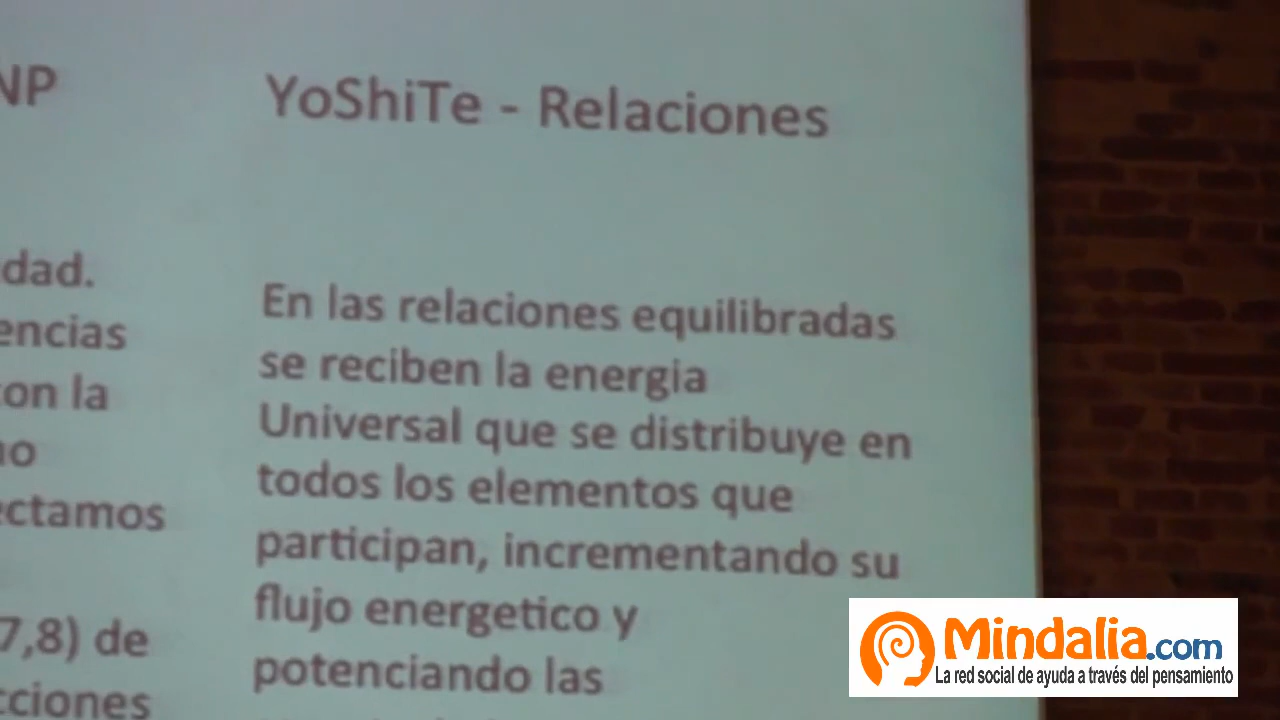 NP
dad.
encias
on la
no
ectamos
7,8) de
cciones
YoShiTe - Relaciones
En las relaciones equilibradas
se reciben la energia
Universal que se distribuye en
todos los elementos que
participan, incrementando su
flujo energetico y
potenciando las
Mindalia.com
La red social de ayuda a través del pensamiento